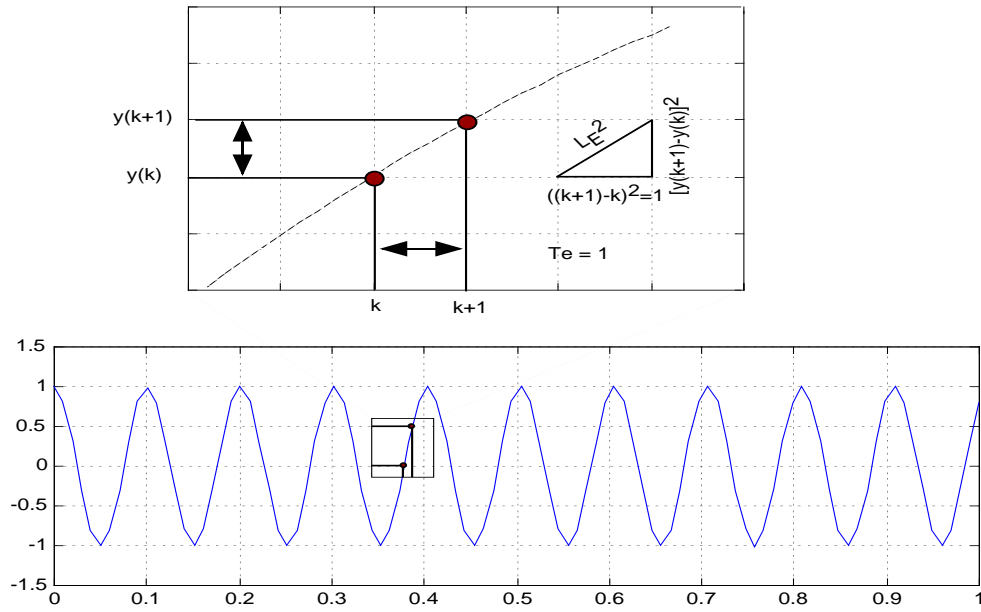 y(k+1)
y(k)
L_E^2
[y(k+1)-y(k)]^2
((k+1)-k)^2=1
Te = 1
k
k+1
1.5
1
0.5
0
-0.5
-1
-1.5
0
0.1
0.2
0.3
0.4
0.5
0.6
0.7
0.8
0.9
1